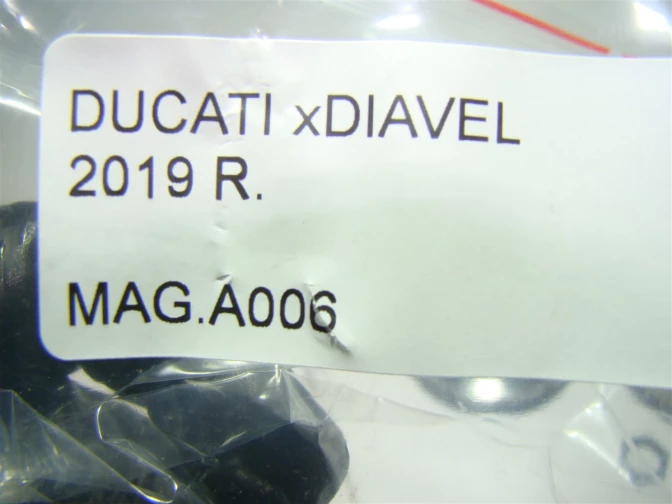 DUCATI xDIAVEL
2019 R.
MAG.A006